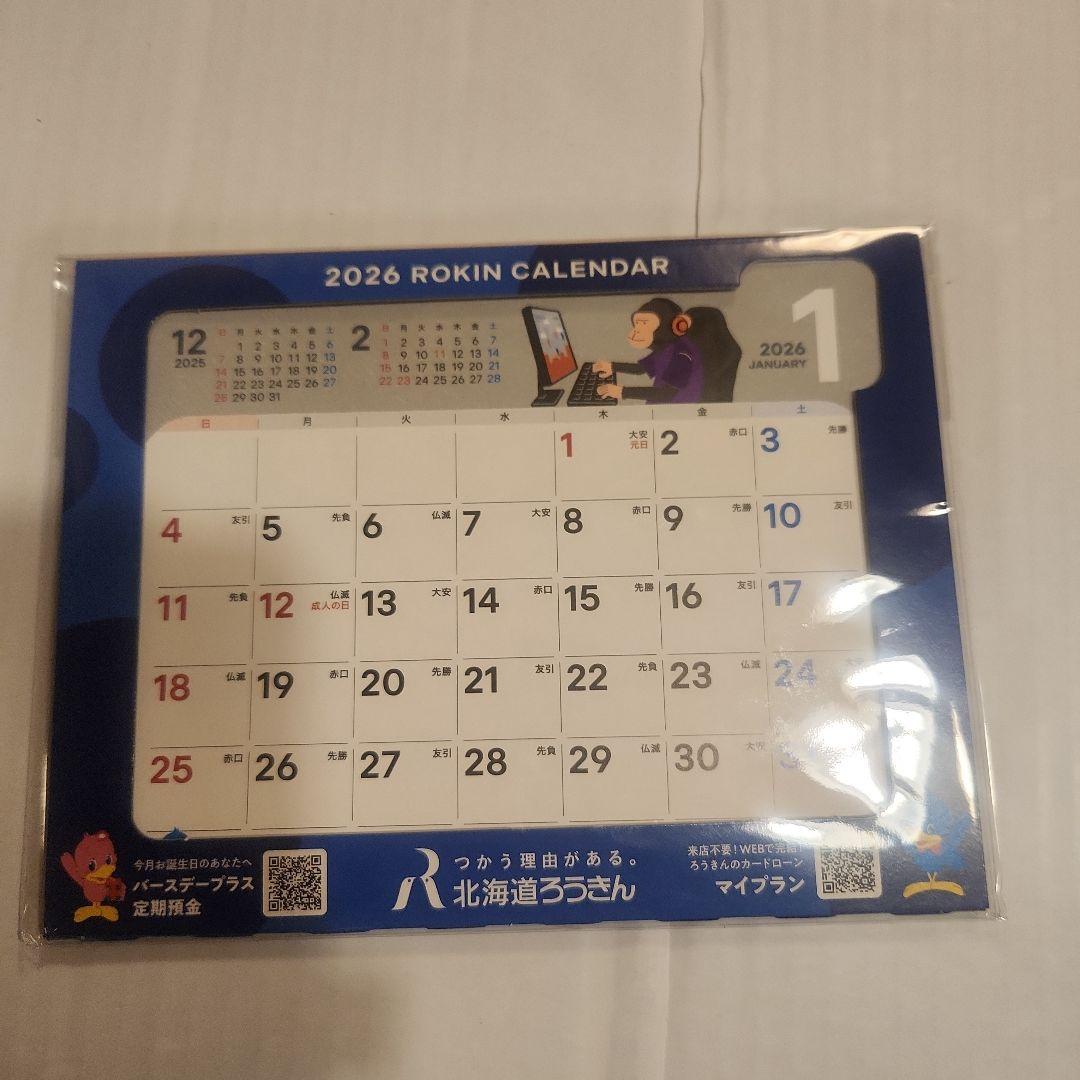 2026 ROKIN CALENDAR
12
2025
日 月 火 水 木 金 土
1 2 3 4 5 6
7 8 9 10 11 12 13
14 15 16 17 18 19 20
21 22 23 24 25 26 27
28 29 30 31
2
日 月 火 水 木 金 土
1 2 3 4 5 6 7
8 9 10 11 12 13 14
15 16 17 18 19 20 21
22 23 24 25 26 27 28
1
2026
JANUARY
日 月 火 水 木 金 土
1 大安 元日 2 赤口 3 先勝
4 友引 5 先負 6 仏滅 7 大安 8 赤口 9 先勝 10 友引
11 先負 12 仏滅 成人の日 13 大安 14 赤口 15 先勝 16 友引 17
18 仏滅 19 赤口 20 先勝 21 友引 22 先負 23 仏滅 24
25 赤口 26 先勝 27 友引 28 先負 29 仏滅 30 大安
今月お誕生日のあなたへ
バースデープラス
定期預金
つかう理由がある。
北海道ろうきん
来店不要!WEBで完結!
ろうきんのカードローン
マイプラン